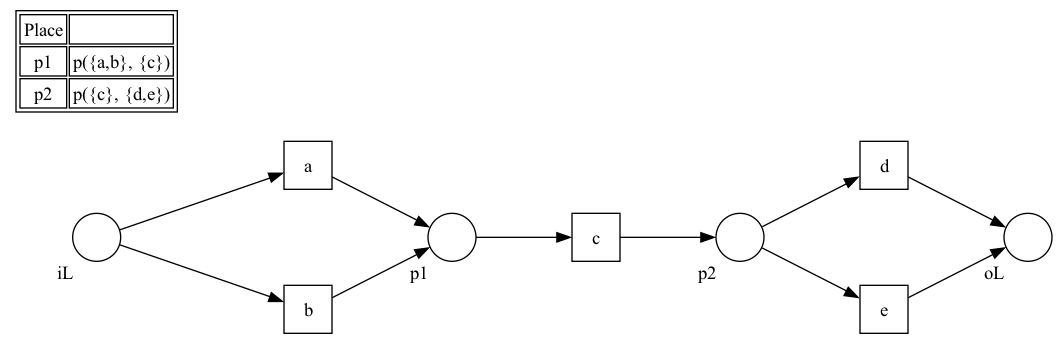 Place
p1 p({a,b}, {c})
p2 p({c}, {d,e})
a
d
c
iL
p1
p2
oL
b
e